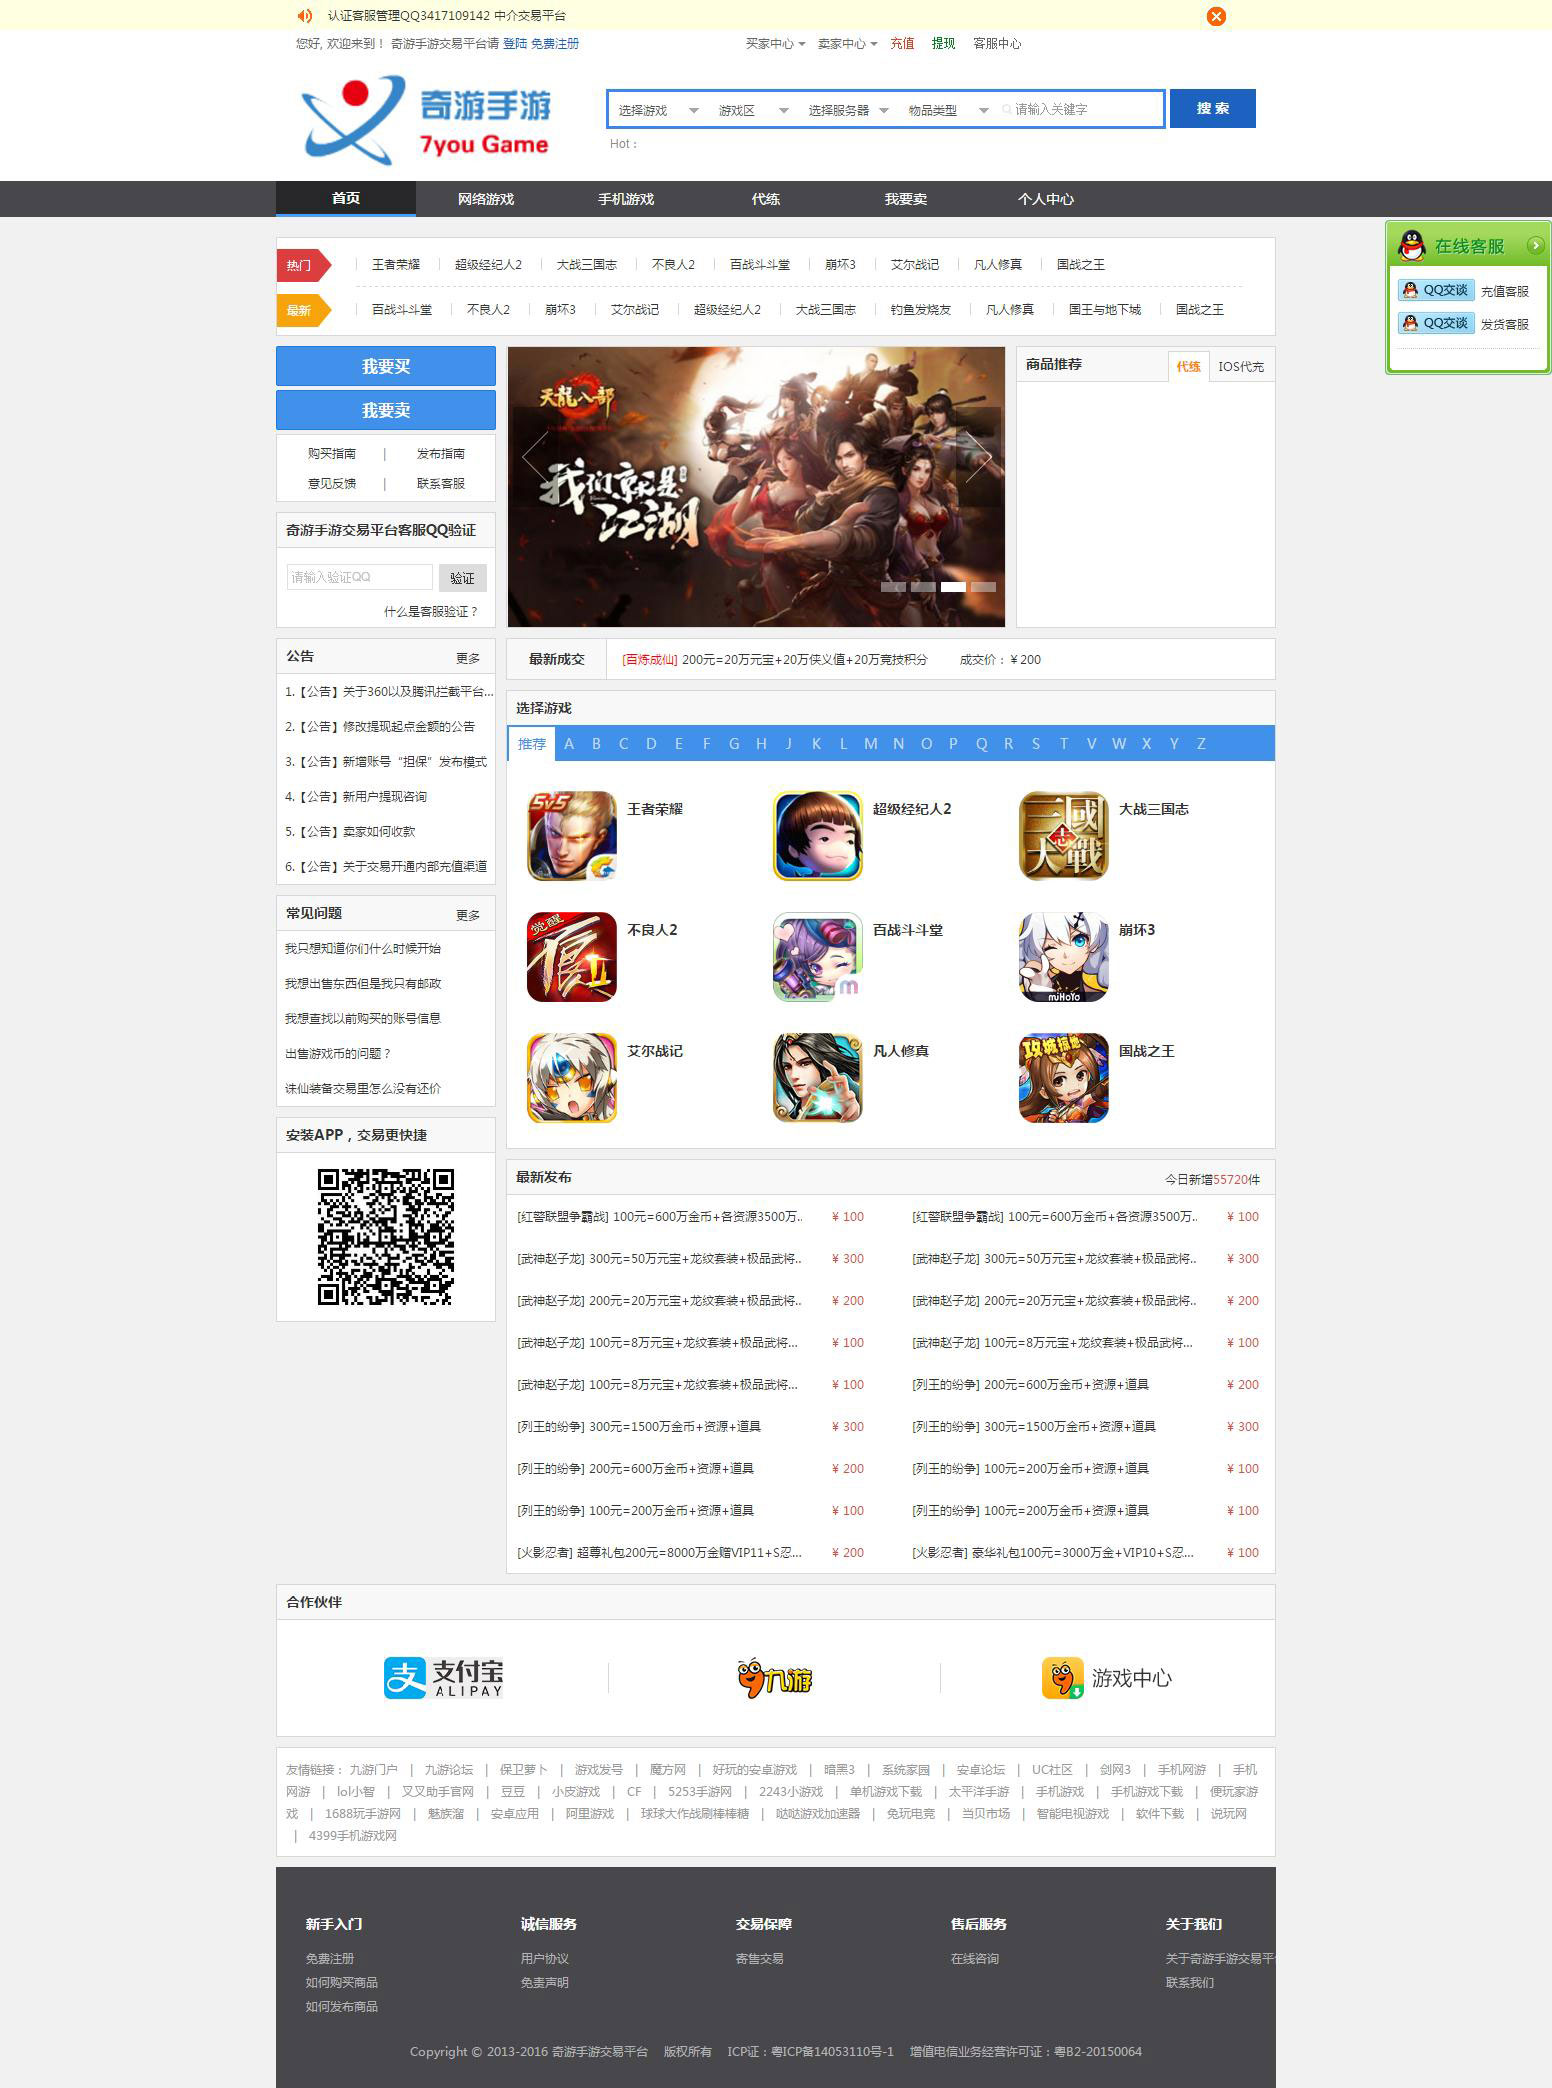 认证客服管理QQ3417109142 中介交易平台
您好, 欢迎来到！ 奇游手游交易平台请 登陆 免费注册
买家中心 卖家中心 充值 提现 客服中心
奇游手游
7you Game
选择游戏 游戏区 选择服务器 物品类型 请输入关键字 搜 索
Hot：
首页 网络游戏 手机游戏 代练 我要卖 个人中心
在线客服
QQ交谈 充值客服
QQ交谈 发货客服
热门 王者荣耀 超级经纪人2 大战三国志 不良人2 百战斗斗堂 崩坏3 艾尔战记 凡人修真 国战之王
最新 百战斗斗堂 不良人2 崩坏3 艾尔战记 超级经纪人2 大战三国志 钓鱼发烧友 凡人修真 国王与地下城 国战之王
我要买
我要卖
购买指南 | 发布指南
意见反馈 | 联系客服
天龍八部
我们就是
江湖
商品推荐 代练 IOS代充
奇游手游交易平台客服QQ验证
请输入验证QQ 验证
什么是客服验证？
公告 更多
1.【公告】关于360以及腾讯拦截平台...
2.【公告】修改提现起点金额的公告
3.【公告】新增账号“担保”发布模式
4.【公告】新用户提现咨询
5.【公告】卖家如何收款
6.【公告】关于交易开通内部充值渠道
常见问题 更多
我只想知道你们什么时候开始
我想出售东西但是我只有邮政
我想查找以前购买的账号信息
出售游戏币的问题？
诛仙装备交易里怎么没有还价
安装APP，交易更快捷
最新成交 [百炼成仙] 200元=20万元宝+20万侠义值+20万竞技积分 成交价：￥200
选择游戏
推荐 A B C D E F G H J K L M N O P Q R S T V W X Y Z
5v5
王者荣耀
超级经纪人2
三國志大戰
大战三国志
觉醒
不良人2
百战斗斗堂
miHoYo
崩坏3
艾尔战记
凡人修真
攻城掠地
国战之王
最新发布 今日新增55720件
[红警联盟争霸战] 100元=600万金币+各资源3500万.. ¥ 100 [红警联盟争霸战] 100元=600万金币+各资源3500万.. ¥ 100
[武神赵子龙] 300元=50万元宝+龙纹套装+极品武将.. ¥ 300 [武神赵子龙] 300元=50万元宝+龙纹套装+极品武将.. ¥ 300
[武神赵子龙] 200元=20万元宝+龙纹套装+极品武将.. ¥ 200 [武神赵子龙] 200元=20万元宝+龙纹套装+极品武将.. ¥ 200
[武神赵子龙] 100元=8万元宝+龙纹套装+极品武将... ¥ 100 [武神赵子龙] 100元=8万元宝+龙纹套装+极品武将... ¥ 100
[武神赵子龙] 100元=8万元宝+龙纹套装+极品武将... ¥ 100 [列王的纷争] 200元=600万金币+资源+道具 ¥ 200
[列王的纷争] 300元=1500万金币+资源+道具 ¥ 300 [列王的纷争] 300元=1500万金币+资源+道具 ¥ 300
[列王的纷争] 200元=600万金币+资源+道具 ¥ 200 [列王的纷争] 100元=200万金币+资源+道具 ¥ 100
[列王的纷争] 100元=200万金币+资源+道具 ¥ 100 [列王的纷争] 100元=200万金币+资源+道具 ¥ 100
[火影忍者] 超尊礼包200元=8000万金赠VIP11+S忍... ¥ 200 [火影忍者] 豪华礼包100元=3000万金+VIP10+S忍... ¥ 100
合作伙伴
支付宝 ALIPAY
九游
游戏中心
友情链接： 九游门户 | 九游论坛 | 保卫萝卜 | 游戏发号 | 魔方网 | 好玩的安卓游戏 | 暗黑3 | 系统家园 | 安卓论坛 | UC社区 | 剑网3 | 手机网游 | 手机
网游 | lol小智 | 叉叉助手官网 | 豆豆 | 小皮游戏 | CF | 5253手游网 | 2243小游戏 | 单机游戏下载 | 太平洋手游 | 手机游戏 | 手机游戏下载 | 便玩家游
戏 | 1688玩手游网 | 魅族溜 | 安卓应用 | 阿里游戏 | 球球大作战刷棒棒糖 | 哒哒游戏加速器 | 兔玩电竞 | 当贝市场 | 智能电视游戏 | 软件下载 | 说玩网
| 4399手机游戏网
新手入门 诚信服务 交易保障 售后服务 关于我们
免费注册 用户协议 寄售交易 在线咨询 关于奇游手游交易平
如何购买商品 免责声明 联系我们
如何发布商品
Copyright © 2013-2016 奇游手游交易平台 版权所有 ICP证：粤ICP备14053110号-1 增值电信业务经营许可证：粤B2-20150064